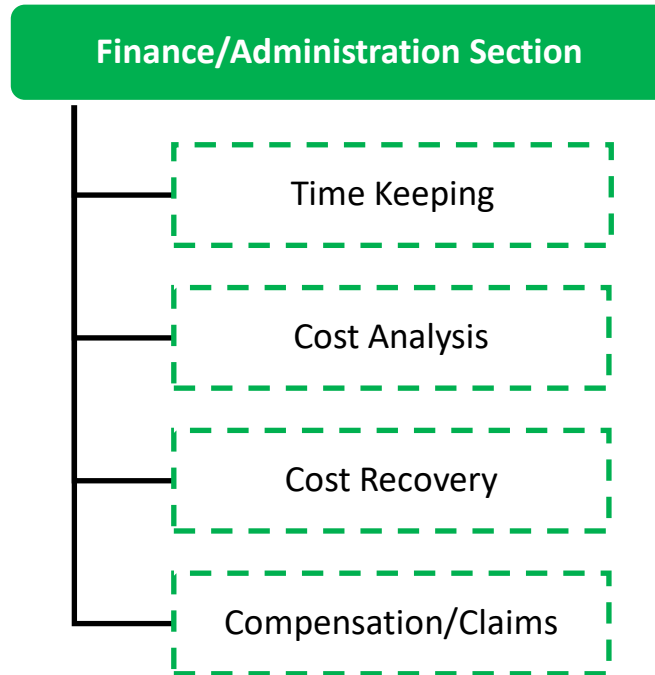 Finance/Administration Section
Time Keeping
Cost Analysis
Cost Recovery
Compensation/Claims